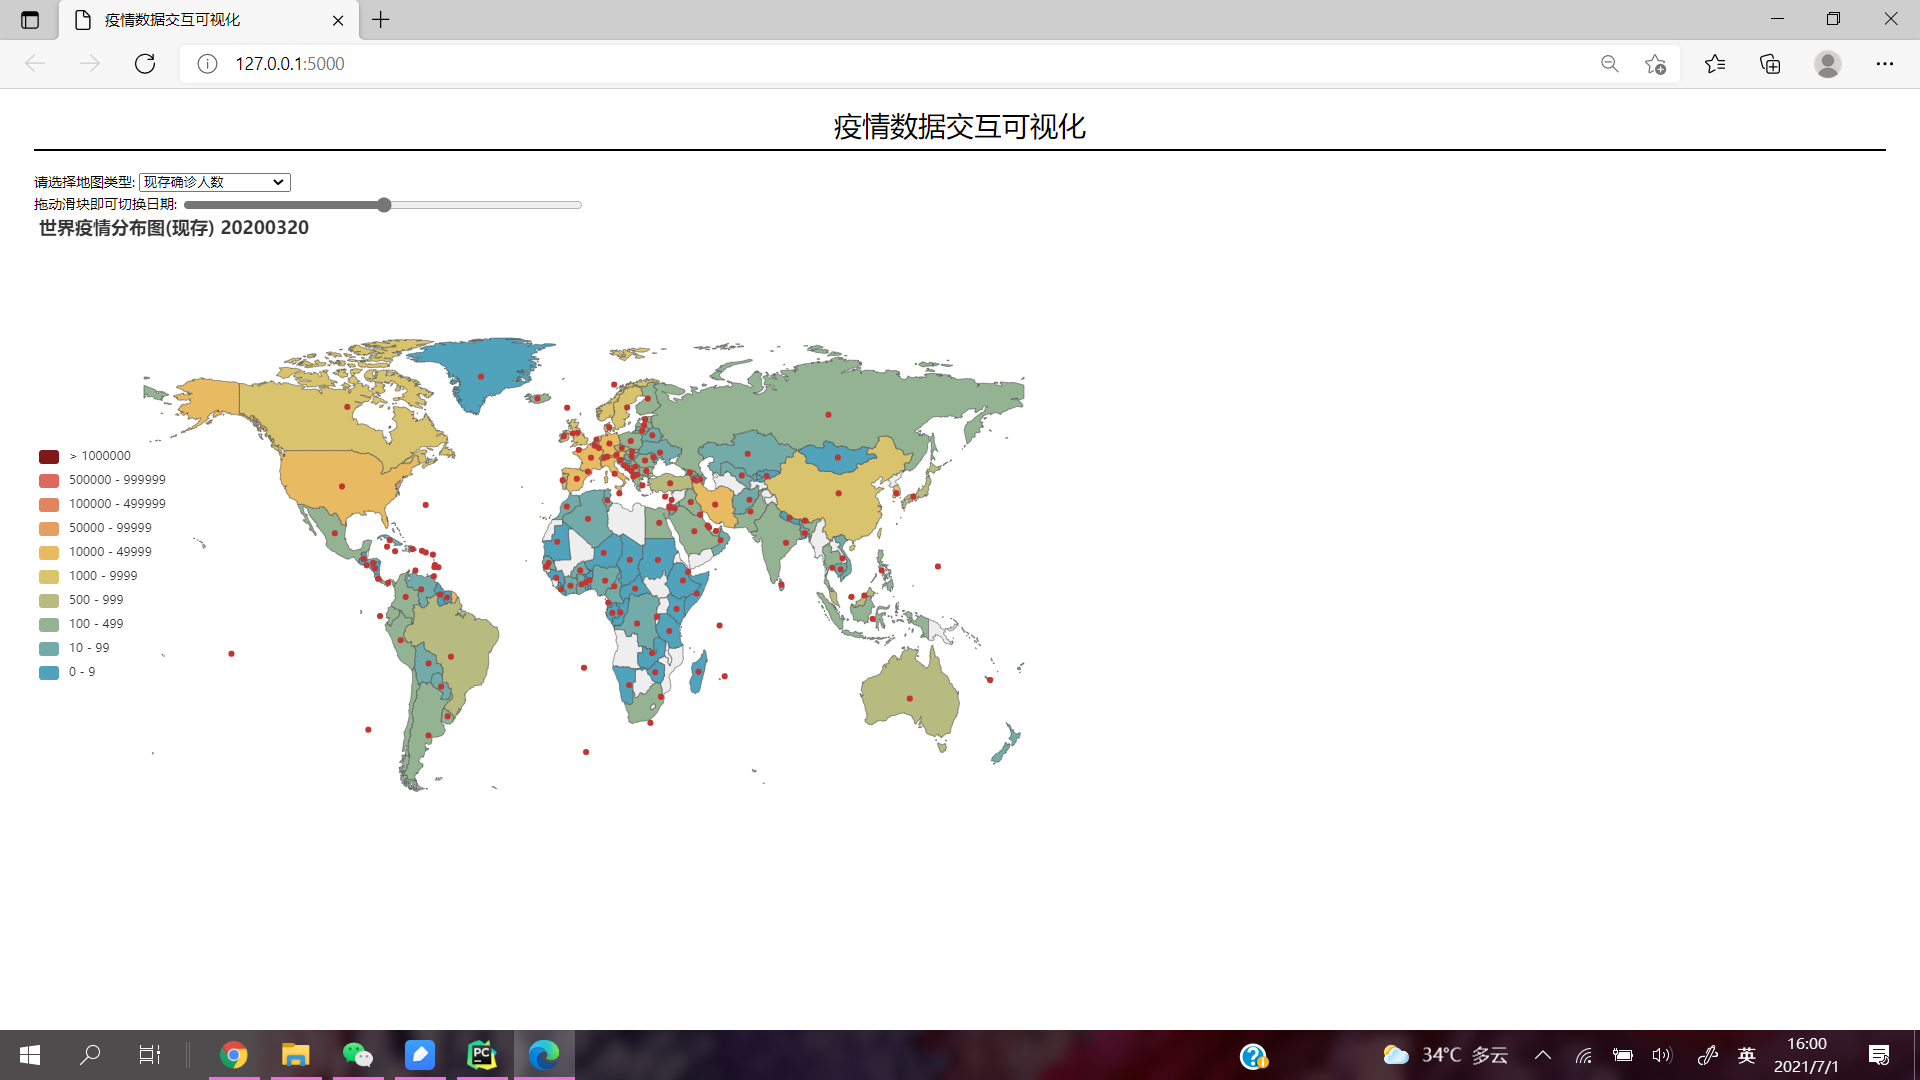 疫情数据交互可视化
127.0.0.1:5000
疫情数据交互可视化
请选择地图类型: 现存确诊人数
拖动滑块即可切换日期:
世界疫情分布图(现存) 20200320
> 1000000
500000 - 999999
100000 - 499999
50000 - 99999
10000 - 49999
1000 - 9999
500 - 999
100 - 499
10 - 99
0 - 9
PC
34°C 多云
英
16:00
2021/7/1